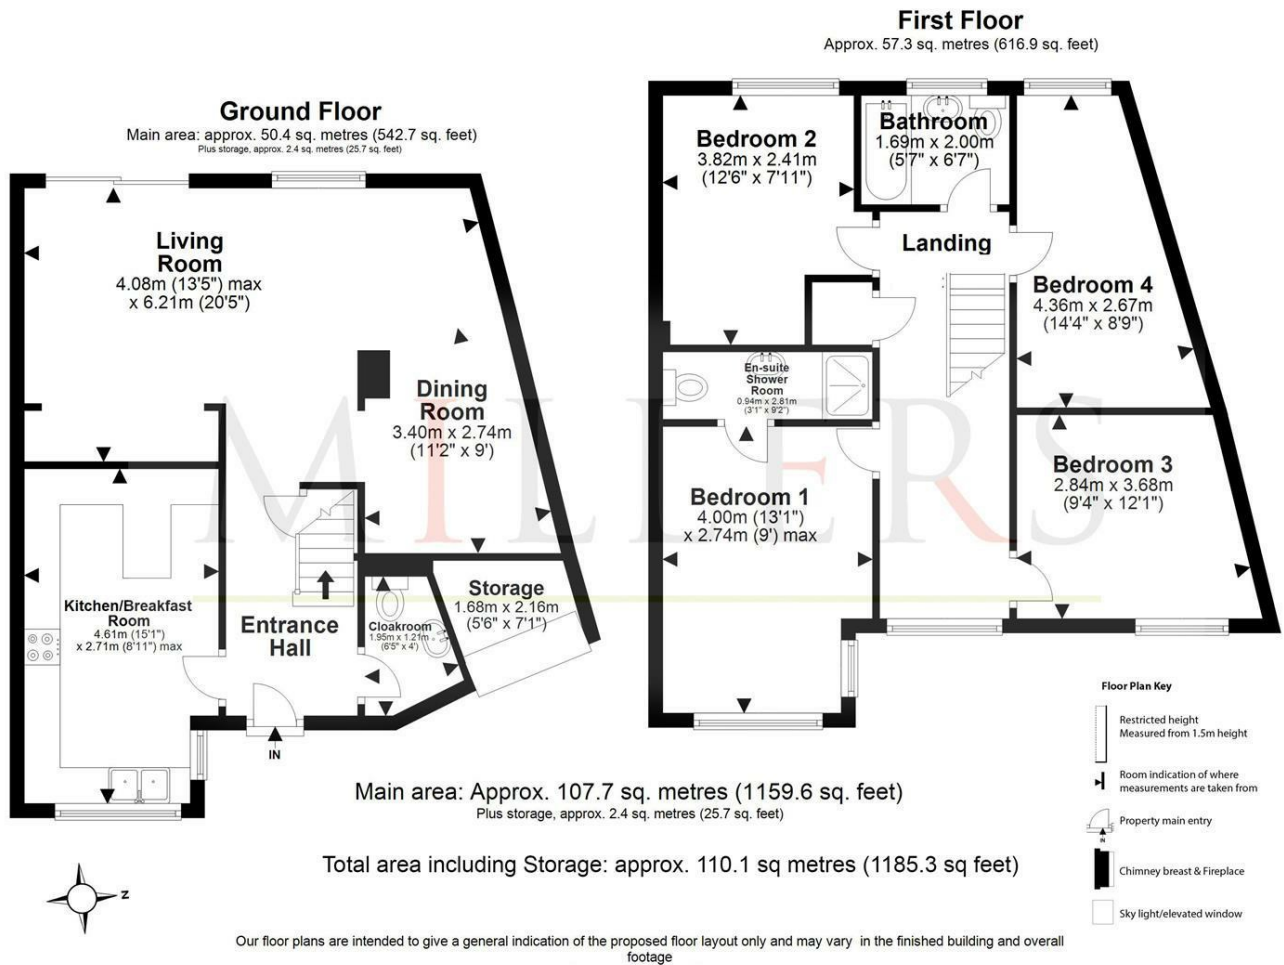 First Floor
Approx. 57.3 sq. metres (616.9 sq. feet)
Ground Floor
Main area: approx. 50.4 sq. metres (542.7 sq. feet)
Plus storage, approx. 2.4 sq. metres (25.7 sq. feet)
Living
Room
4.08m (13'5") max
x 6.21m (20'5")
Dining
Room
3.40m x 2.74m
(11'2" x 9')
Kitchen/Breakfast
Room
4.61m (15'1")
x 2.71m (8'11") max
Entrance
Hall
Cloakroom
1.95m x 1.21m
(6'5" x 4')
Storage
1.68m x 2.16m
(5'6" x 7'1")
IN
Bedroom 2
3.82m x 2.41m
(12'6" x 7'11")
Bathroom
1.69m x 2.00m
(5'7" x 6'7")
Landing
Bedroom 4
4.36m x 2.67m
(14'4" x 8'9")
En-suite
Shower
Room
0.94m x 2.81m
(3'1" x 9'2")
Bedroom 1
4.00m (13'1")
x 2.74m (9') max
Bedroom 3
2.84m x 3.68m
(9'4" x 12'1")
MILLERS
Main area: Approx. 107.7 sq. metres (1159.6 sq. feet)
Plus storage, approx. 2.4 sq. metres (25.7 sq. feet)
Total area including Storage: approx. 110.1 sq metres (1185.3 sq feet)
Floor Plan Key
Restricted height
Measured from 1.5m height
Room indication of where
measurements are taken from
Property main entry
IN
Chimney breast & Fireplace
Sky light/elevated window
Z
Our floor plans are intended to give a general indication of the proposed floor layout only and may vary in the finished building and overall
footage